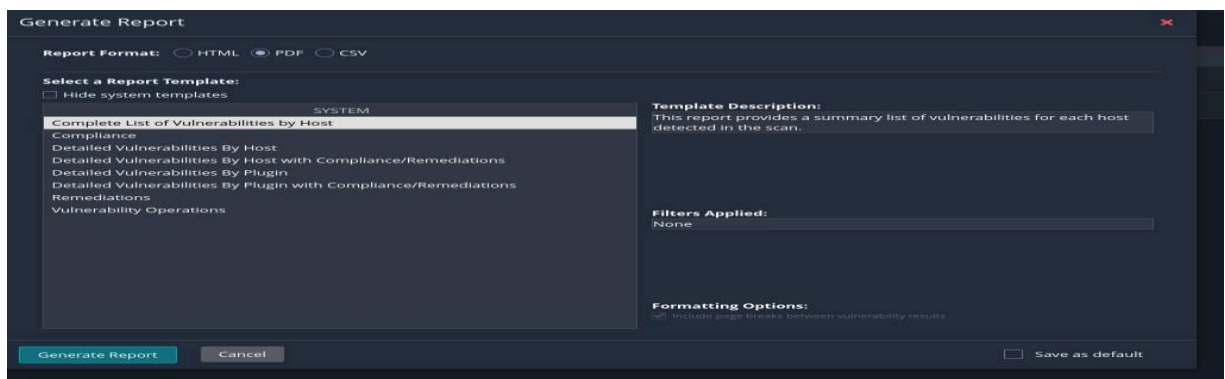 Generate Report
Report Format: HTML PDF CSV
Select a Report Template:
Hide system templates
SYSTEM
Complete List of Vulnerabilities by Host
Compliance
Detailed Vulnerabilities By Host
Detailed Vulnerabilities By Host with Compliance/Remediations
Detailed Vulnerabilities By Plugin
Detailed Vulnerabilities By Plugin with Compliance/Remediations
Remediations
Vulnerability Operations
Template Description:
This report provides a summary list of vulnerabilities for each host
detected in the scan.
Filters Applied:
None
Formatting Options:
Include page breaks between vulnerability results
Generate Report
Cancel
Save as default